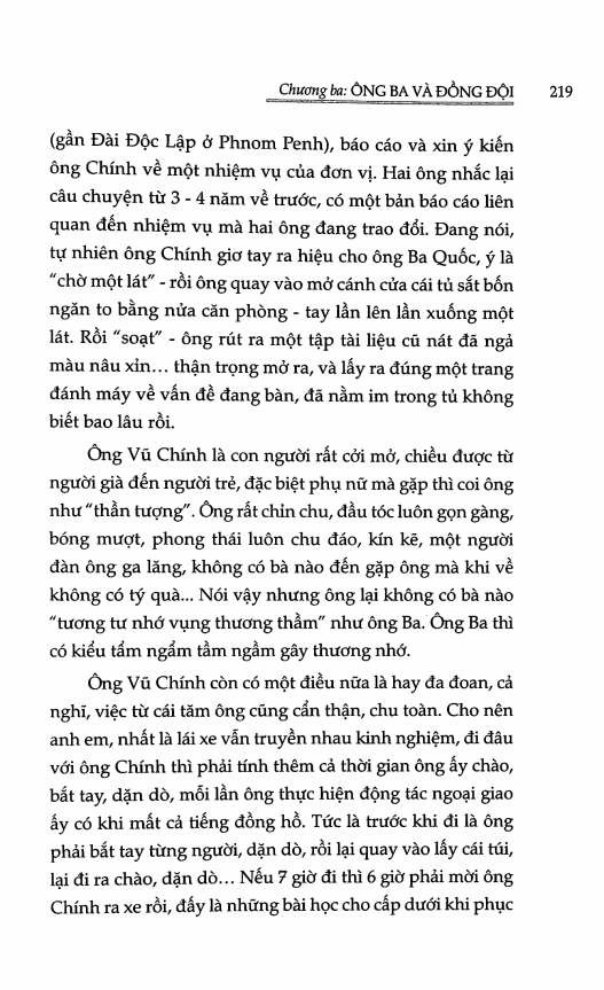 Chương ba: ÔNG BA VÀ ĐỒNG ĐỘI 219
(gần Đài Độc Lập ở Phnom Penh), báo cáo và xin ý kiến
ông Chính về một nhiệm vụ của đơn vị. Hai ông nhắc lại
câu chuyện từ 3 - 4 năm về trước, có một bản báo cáo liên
quan đến nhiệm vụ mà hai ông đang trao đổi. Đang nói,
tự nhiên ông Chính giơ tay ra hiệu cho ông Ba Quốc, ý là
"chờ một lát" - rồi ông quay vào mở cánh cửa cái tủ sắt bốn
ngăn to bằng nửa căn phòng - tay lần lên lần xuống một
lát. Rồi "soạt" - ông rút ra một tập tài liệu cũ nát đã ngả
màu nâu xỉn... thận trọng mở ra, và lấy ra đúng một trang
đánh máy về vấn đề đang bàn, đã nằm im trong tủ không
biết bao lâu rồi.
Ông Vũ Chính là con người rất cởi mở, chiều được từ
người già đến người trẻ, đặc biệt phụ nữ mà gặp thì coi ông
như "thần tượng". Ông rất chỉn chu, đầu tóc luôn gọn gàng,
bóng mượt, phong thái luôn chu đáo, kín kẽ, một người
đàn ông ga lăng, không có bà nào đến gặp ông mà khi về
không có tý quà... Nói vậy nhưng ông lại không có bà nào
"tương tư nhớ vụng thương thầm" như ông Ba. Ông Ba thì
có kiểu tẩm ngẩm tầm ngầm gây thương nhớ.
Ông Vũ Chính còn có một điều nữa là hay đa đoan, cả
nghĩ, việc từ cái tăm ông cũng cẩn thận, chu toàn. Cho nên
anh em, nhất là lái xe vẫn truyền nhau kinh nghiệm, đi đâu
với ông Chính thì phải tính thêm cả thời gian ông ấy chào,
bắt tay, dặn dò, mỗi lần ông thực hiện động tác ngoại giao
ấy có khi mất cả tiếng đồng hồ. Tức là trước khi đi là ông
phải bắt tay từng người, dặn dò, rồi lại quay vào lấy cái túi,
lại đi ra chào, dặn dò... Nếu 7 giờ đi thì 6 giờ phải mời ông
Chính ra xe rồi, đấy là những bài học cho cấp dưới khi phục